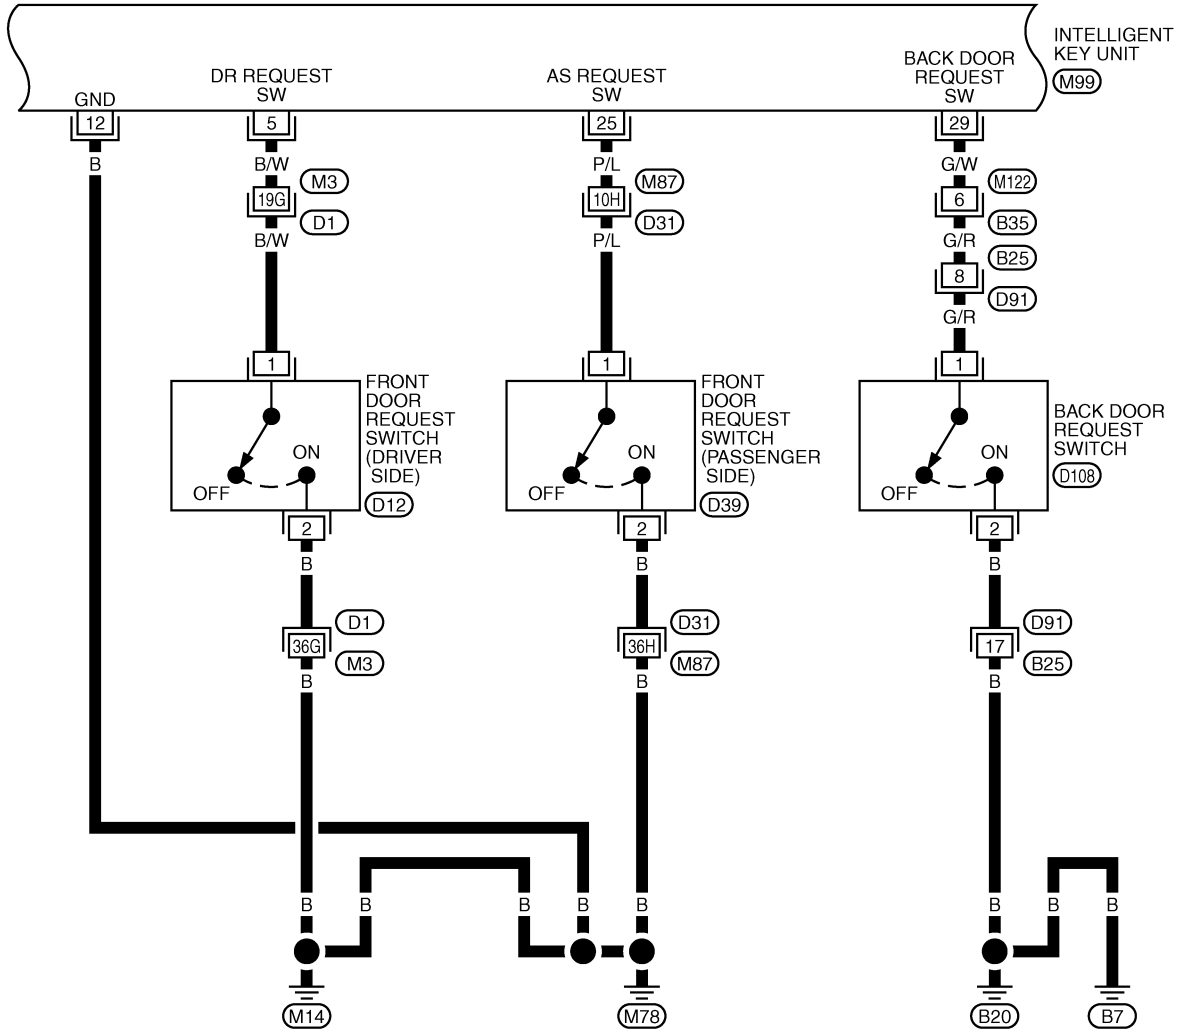 INTELLIGENT
KEY UNIT
M99
DR REQUEST
SW
AS REQUEST
SW
BACK DOOR
REQUEST
SW
GND
12
5
25
29
B
B/W
P/L
G/W
M3
M87
M122
19G
10H
6
D1
D31
B35
B/W
P/L
G/R
B25
8
D91
G/R
1
1
1
FRONT
DOOR
REQUEST
SWITCH
(DRIVER
SIDE)
D12
ON
OFF
FRONT
DOOR
REQUEST
SWITCH
(PASSENGER
SIDE)
D39
ON
OFF
BACK DOOR
REQUEST
SWITCH
D108
ON
OFF
2
2
2
B
B
B
D1
D31
D91
36G
36H
17
M3
M87
B25
B
B
B
B
B
B
B
B
B
B
B
M14
M78
B20
B7